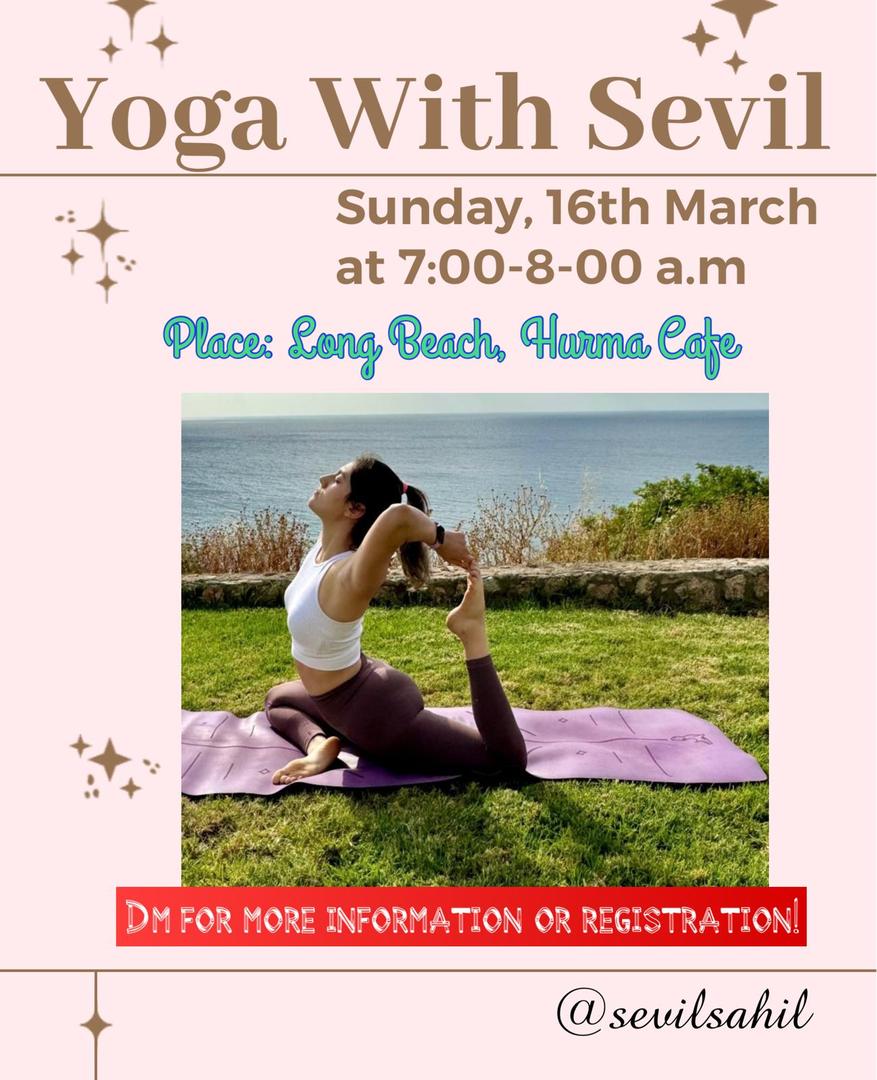 Yoga With Sevil
Sunday, 16th March
at 7:00-8-00 a.m
Place: Long Beach, Hurma Cafe
DM FOR MORE INFORMATION OR REGISTRATION!
@sevilsahil